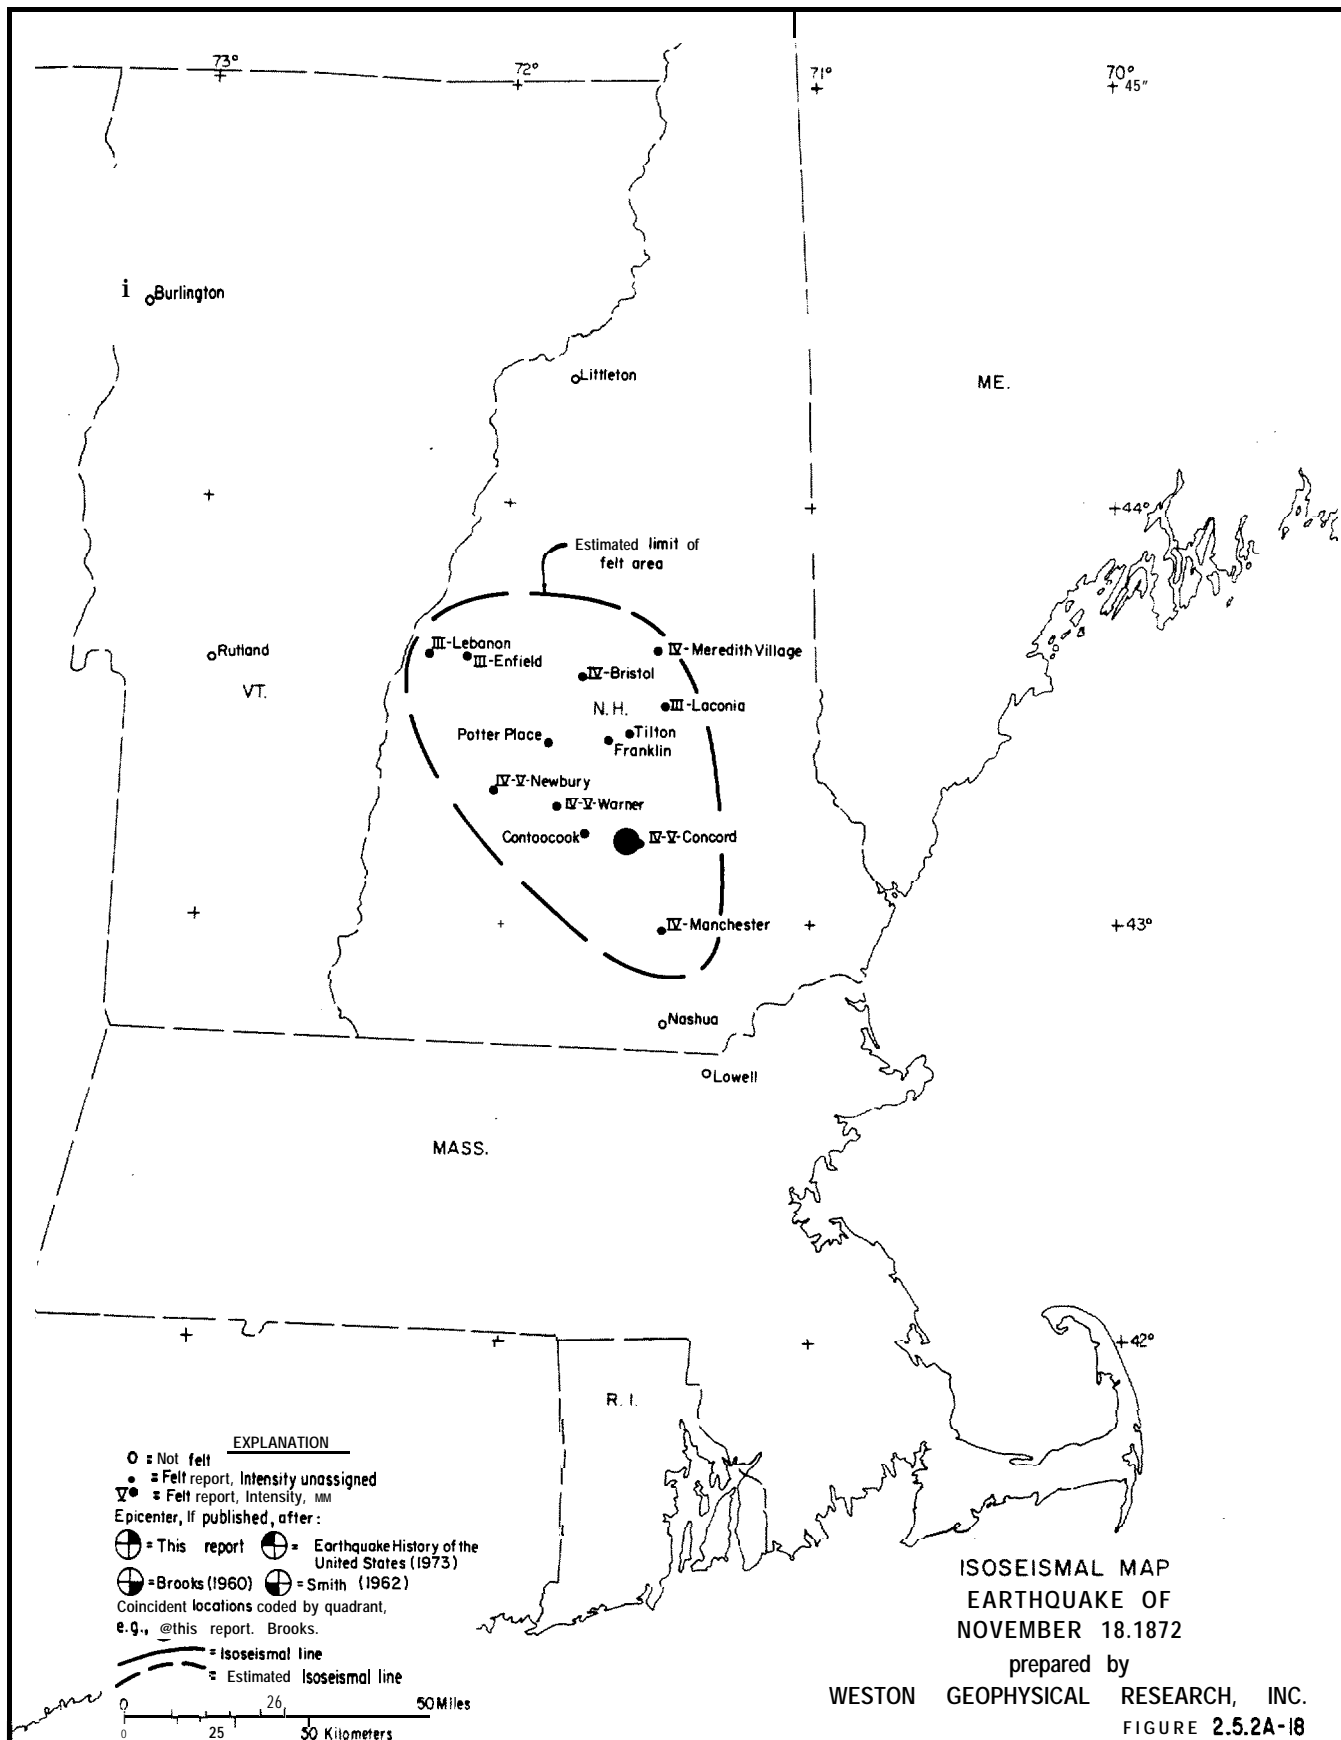 73°
72°
71°
70°
45"
i
Burlington
Littleton
ME.
44°
Estimated limit of
felt area
III-Lebanon
III-Enfield
IV-Meredith Village
Rutland
IV-Bristol
VT.
N.H.
III-Laconia
Potter Place
Tilton
Franklin
IV-V-Newbury
IV-V-Warner
Contoocook
IV-V-Concord
IV-Manchester
43°
Nashua
Lowell
MASS.
42°
R.I.
EXPLANATION
O = Not felt
• = Felt report, Intensity unassigned
V• = Felt report, Intensity, MM
Epicenter, If published, after:
= This report = Earthquake History of the
United States (1973)
= Brooks (1960) = Smith (1962)
Coincident locations coded by quadrant,
e.g., @this report. Brooks.
= Isoseismal line
= Estimated Isoseismal line
0 26 50 Miles
0 25 50 Kilometers
ISOSEISMAL MAP
EARTHQUAKE OF
NOVEMBER 18.1872
prepared by
WESTON GEOPHYSICAL RESEARCH, INC.
FIGURE 2.5.2A-18